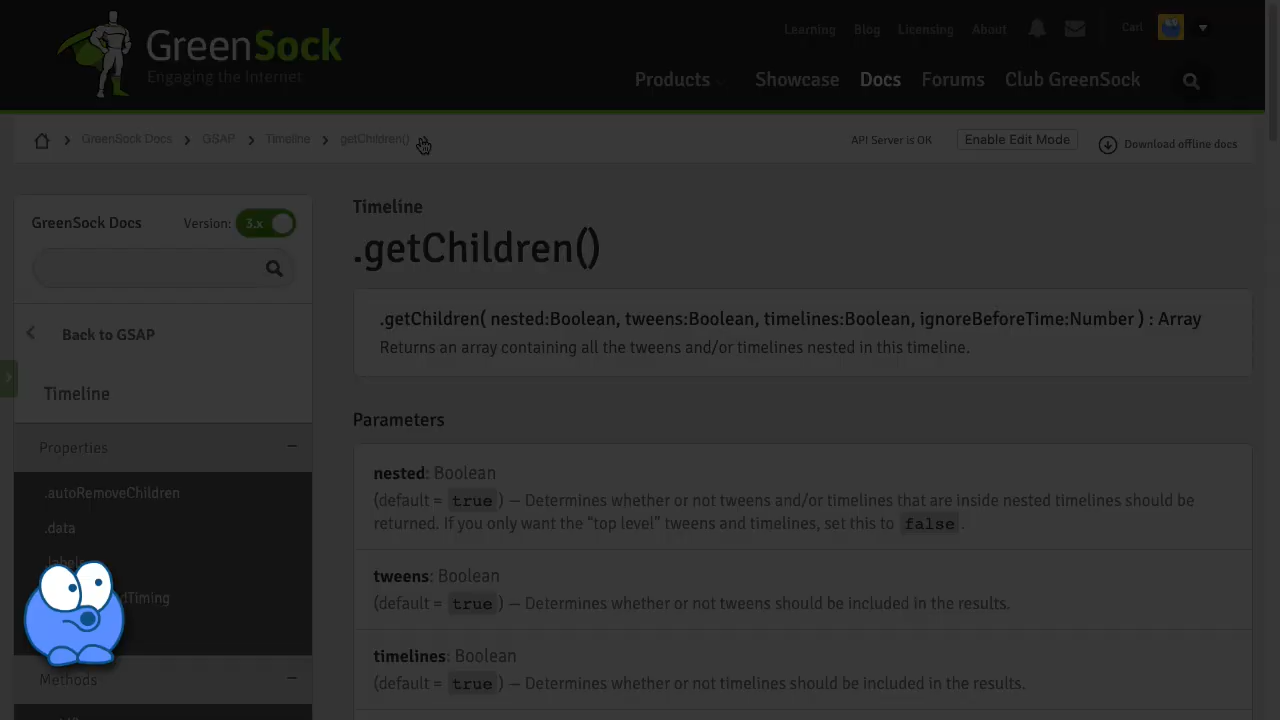 GreenSock
Engaging the Internet
Learning Blog Licensing About Carl
Products Showcase Docs Forums Club GreenSock
GreenSock Docs GSAP Timeline getChildren()
API Server is OK Enable Edit Mode Download offline docs
GreenSock Docs Version: 3.x
Back to GSAP
Timeline
Properties
.autoRemoveChildren
.data
.labels
dTiming
Methods
Timeline
.getChildren()
.getChildren( nested:Boolean, tweens:Boolean, timelines:Boolean, ignoreBeforeTime:Number ) : Array
Returns an array containing all the tweens and/or timelines nested in this timeline.
Parameters
nested: Boolean
(default = true) — Determines whether or not tweens and/or timelines that are inside nested timelines should be
returned. If you only want the “top level” tweens and timelines, set this to false.
tweens: Boolean
(default = true) — Determines whether or not tweens should be included in the results.
timelines: Boolean
(default = true) — Determines whether or not timelines should be included in the results.